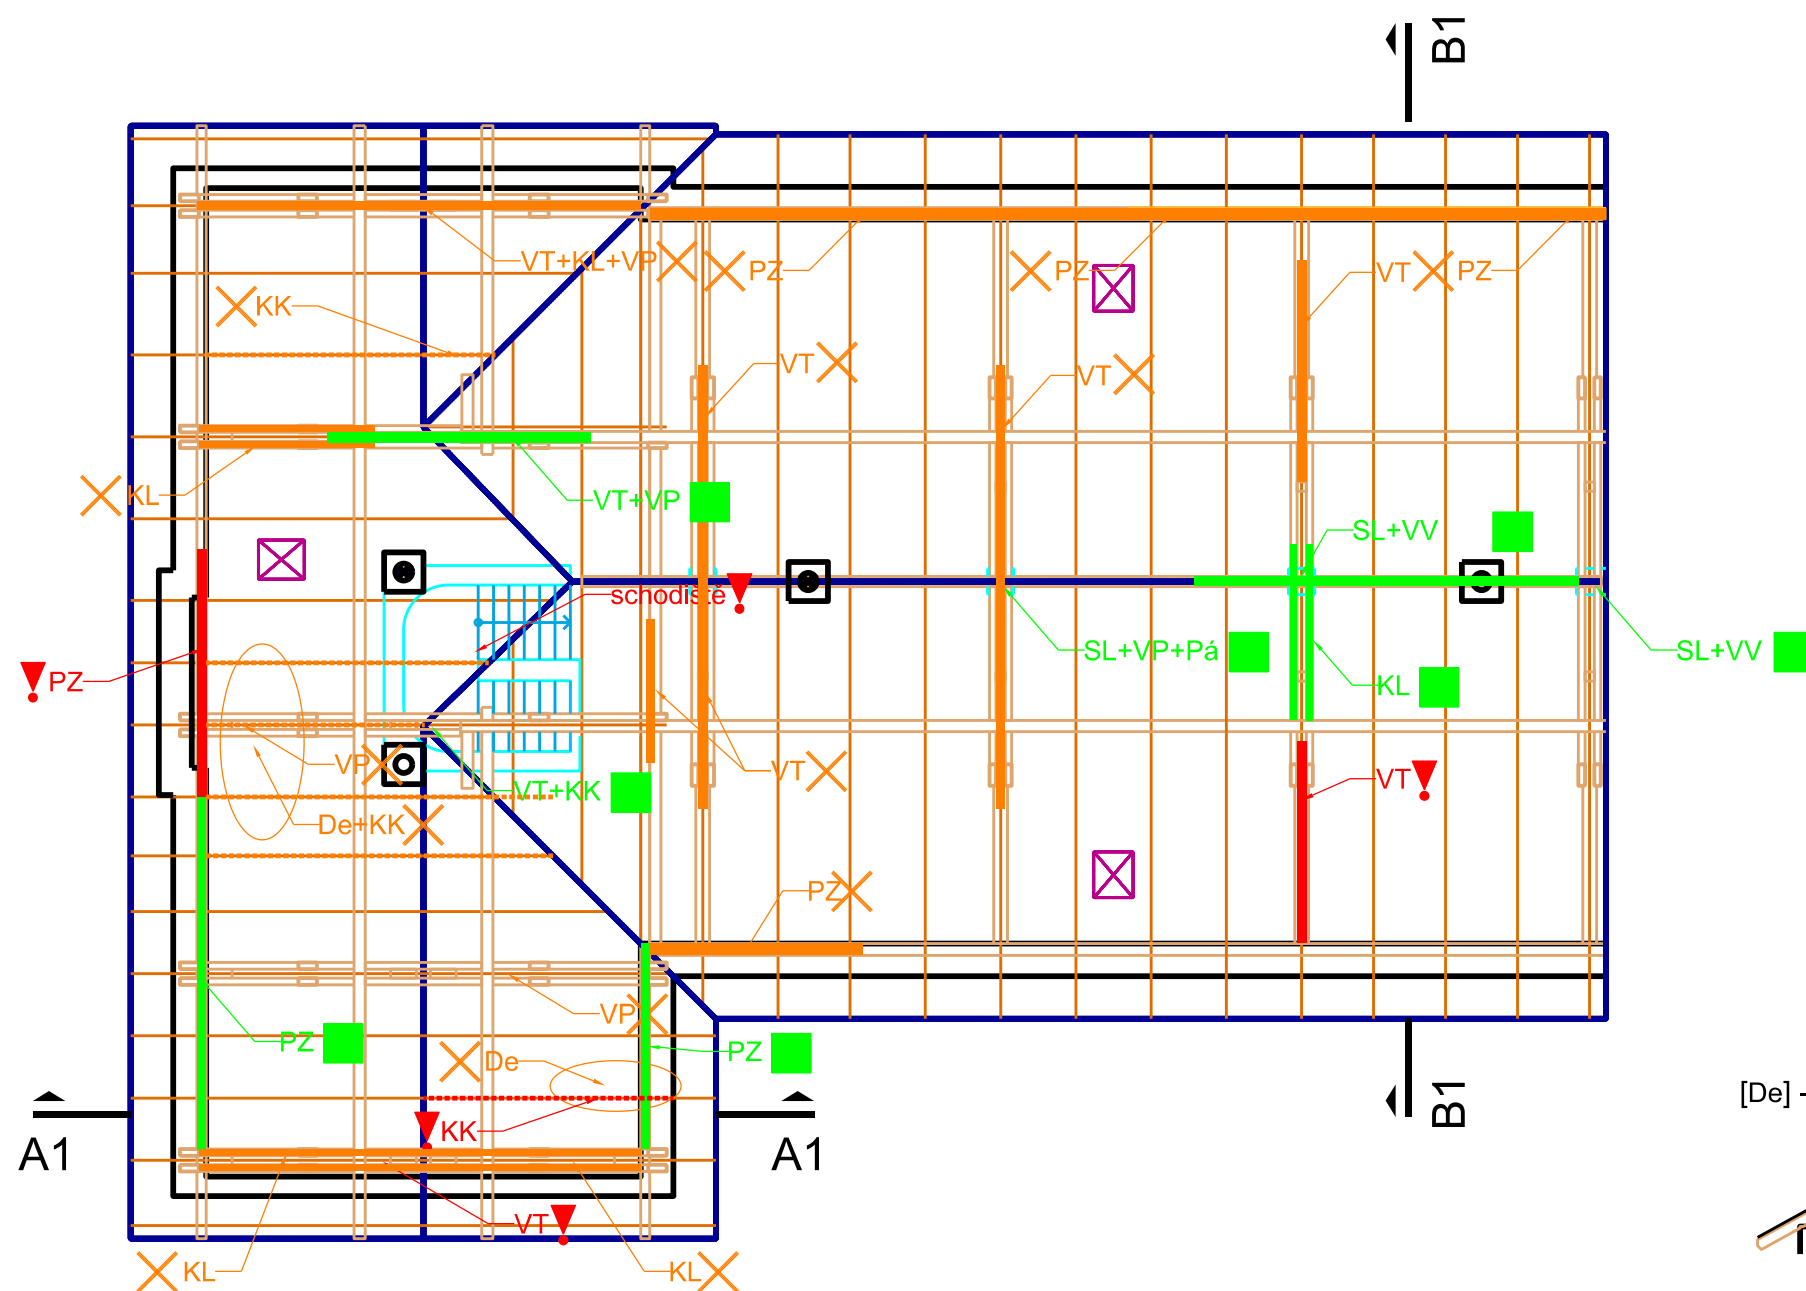 B1
VT+KL+VP
PZ
PZ
VT
PZ
KK
VT
VT
KL
VT+VP
SL+VV
schodiště
SL+VP+Pá
SL+VV
PZ
KL
VP
VT
VT
VT+KK
De+KK
PZ
VP
PZ
PZ
De
[De] -
KK
B1
A1
A1
VT
KL
KL